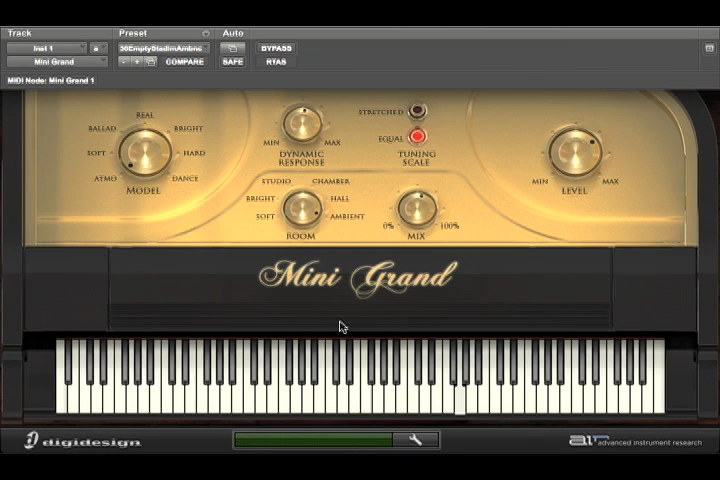 Track Preset Auto
Inst 1 a 30EmptyStadimAmbns BYPASS
Mini Grand - + COMPARE SAFE RTAS
MIDI Node: Mini Grand 1
REAL
BALLAD BRIGHT
SOFT HARD
ATMO DANCE
MODEL
MIN MAX
DYNAMIC
RESPONSE
STRETCHED
EQUAL
TUNING
SCALE
MIN MAX
LEVEL
STUDIO CHAMBER
BRIGHT HALL
SOFT AMBIENT
ROOM
0% 100%
MIX
Mini Grand
digidesign
air advanced instrument research